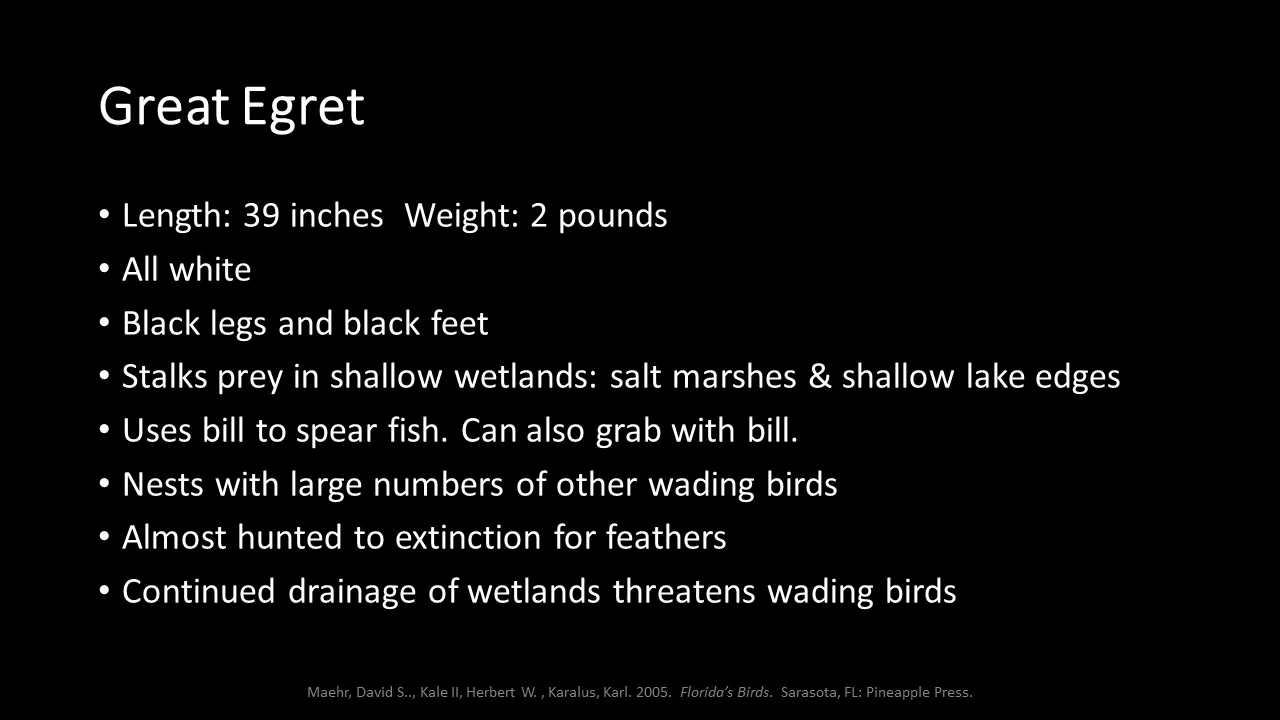 Great Egret
• Length: 39 inches  Weight: 2 pounds
• All white
• Black legs and black feet
• Stalks prey in shallow wetlands: salt marshes & shallow lake edges
• Uses bill to spear fish.  Can also grab with bill.
• Nests with large numbers of other wading birds
• Almost hunted to extinction for feathers
• Continued drainage of wetlands threatens wading birds
Maehr, David S.., Kale II, Herbert W. , Karalus, Karl. 2005.  Florida's Birds.  Sarasota, FL: Pineapple Press.